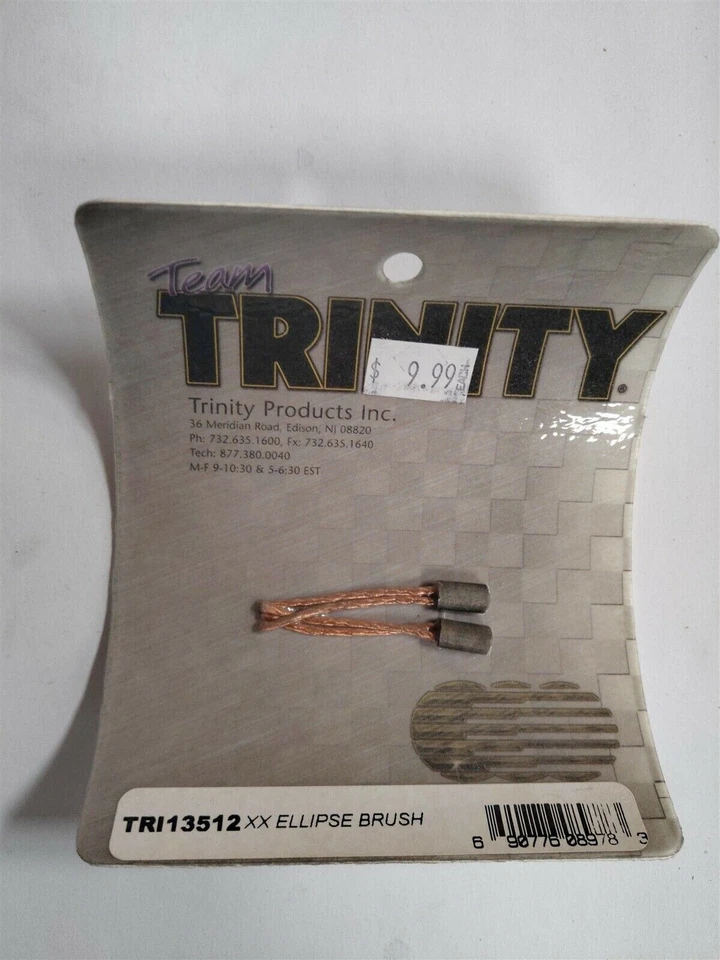 Team
TRINITY®
$ 9.99
EACH
Trinity Products Inc.
36 Meridian Road, Edison, NJ 08820
Ph: 732.635.1600, Fx: 732.635.1640
Tech: 877.380.0040
M-F 9-10:30 & 5-6:30 EST
TRI13512 XX ELLIPSE BRUSH
6 90776 08978 3